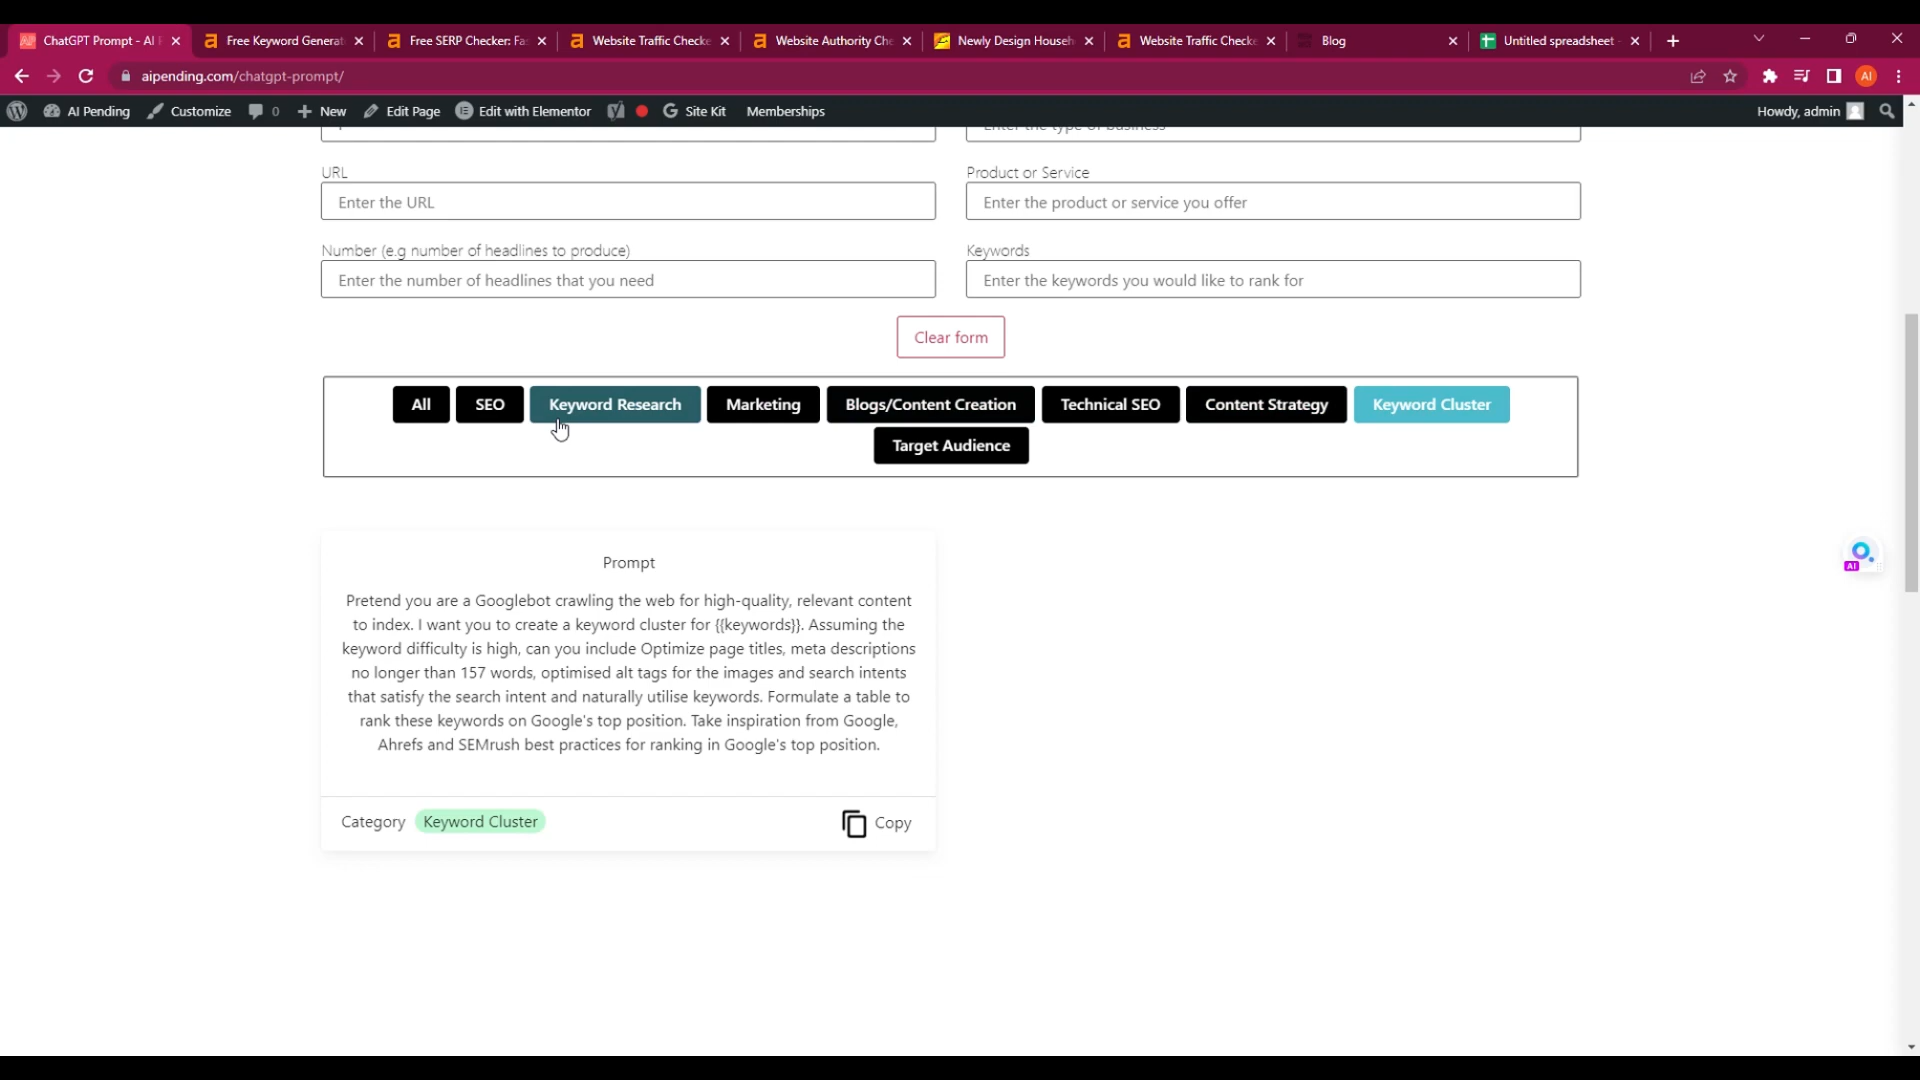 ChatGPT Prompt - AI
Free Keyword Generat
Free SERP Checker: Fa
Website Traffic Checke
Website Authority Che
Newly Design Househ
Website Traffic Checke
Blog
Untitled spreadsheet -
aipending.com/chatgpt-prompt/
AI
AI Pending
Customize
0
New
Edit Page
Edit with Elementor
Site Kit
Memberships
Howdy, admin
Enter the type of business
URL
Product or Service
Enter the URL
Enter the product or service you offer
Number (e.g number of headlines to produce)
Keywords
Enter the number of headlines that you need
Enter the keywords you would like to rank for
Clear form
All
SEO
Keyword Research
Marketing
Blogs/Content Creation
Technical SEO
Content Strategy
Keyword Cluster
Target Audience
AI
Prompt
Pretend you are a Googlebot crawling the web for high-quality, relevant content
to index. I want you to create a keyword cluster for {{keywords}}. Assuming the
keyword difficulty is high, can you include Optimize page titles, meta descriptions
no longer than 157 words, optimised alt tags for the images and search intents
that satisfy the search intent and naturally utilise keywords. Formulate a table to
rank these keywords on Google's top position. Take inspiration from Google,
Ahrefs and SEMrush best practices for ranking in Google's top position.
Category
Keyword Cluster
Copy